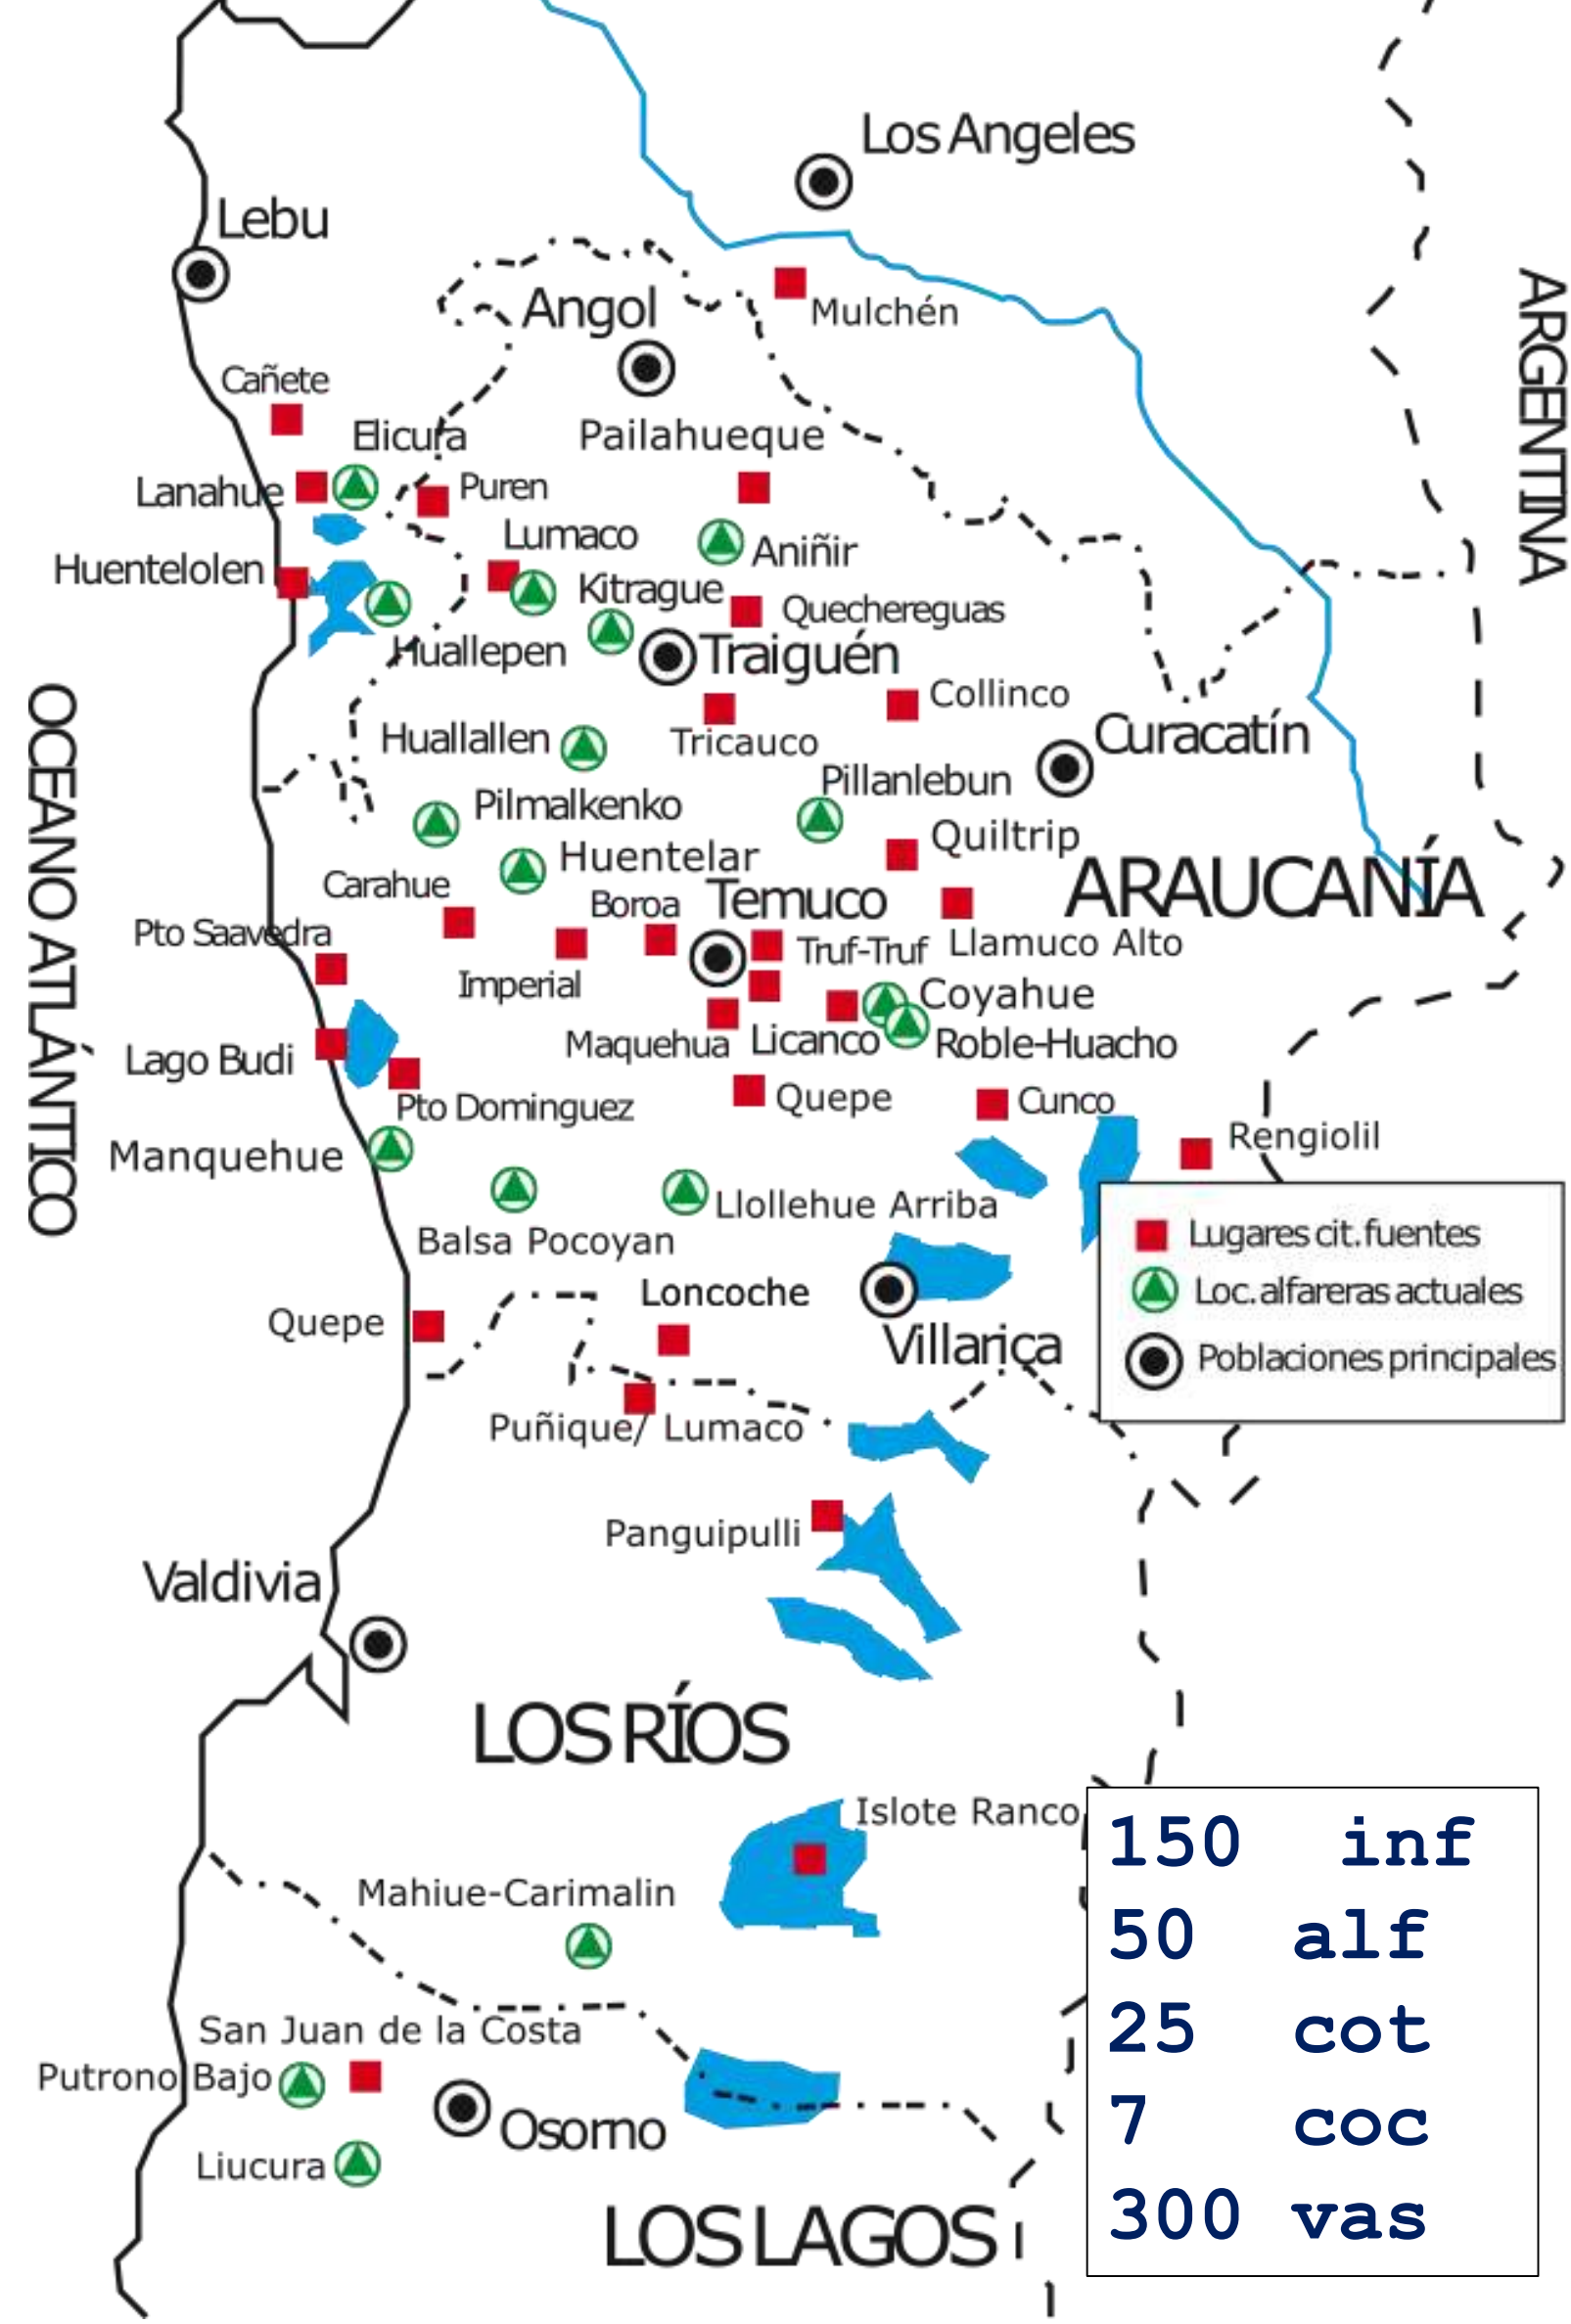 Los Angeles
Lebu
Angol
Mulchén
ARGENTINA
Cañete
Elicura
Pailahueque
Lanahue
Puren
Lumaco
Aniñir
Huentelolen
Kitrague
Quechereguas
Huallepen
Traiguén
Collinco
OCEANO ATLÁNTICO
Huallallen
Tricauco
Curacatín
Pillanlebun
Pilmalkenko
Quiltrip
Huentelar
ARAUCANÍA
Carahue
Boroa
Temuco
Pto Saavedra
Truf-Truf
Llamuco Alto
Imperial
Coyahue
Maquehua
Licanco
Roble-Huacho
Lago Budi
Quepe
Cunco
Pto Dominguez
Rengiolil
Manquehue
Llollehue Arriba
Balsa Pocoyan
Lugares cit. fuentes
Loc. alfareras actuales
Poblaciones principales
Loncoche
Quepe
Villarica
Puñique/ Lumaco
Panguipulli
Valdivia
LOS RÍOS
Islote Ranco
Mahiue-Carimalin
San Juan de la Costa
Putrono Bajo
Osorno
Liucura
LOS LAGOS
150 inf
50 alf
25 cot
7 coc
300 vas